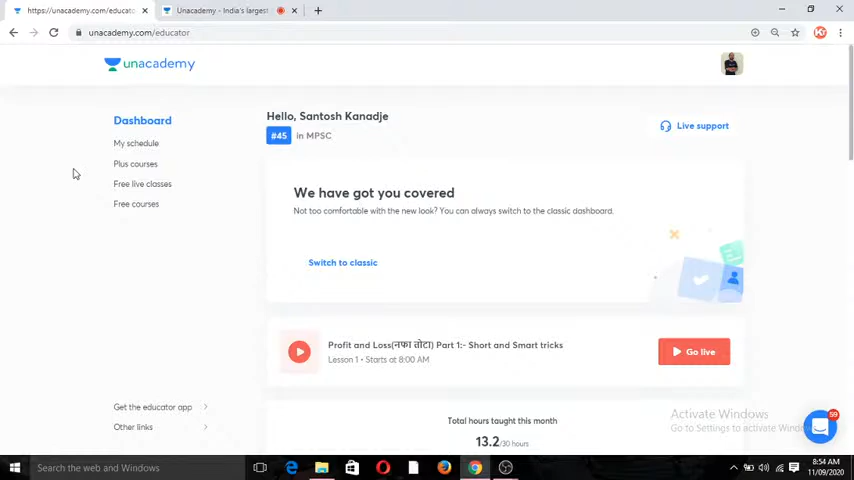 https://unacademy.com/educato
Unacademy - India's largest
unacademy.com/educator
unacademy
Dashboard
My schedule
Plus courses
Free live classes
Free courses
Hello, Santosh Kanadje
#45 in MPSC
Live support
We have got you covered
Not too comfortable with the new look? You can always switch to the classic dashboard.
Switch to classic
Profit and Loss(नफा तोटा) Part 1:- Short and Smart tricks
Lesson 1 • Starts at 8:00 AM
Go live
Get the educator app
Other links
Total hours taught this month
13.2/30 hours
Activate Windows
Go to Settings to activate Windo
59
Search the web and Windows
8:54 AM
11/09/2020